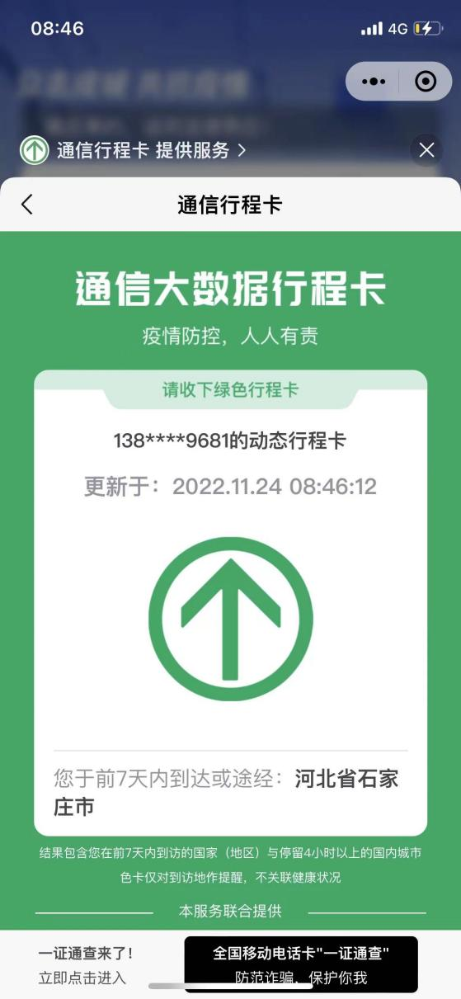 08:46
4G
通信行程卡 提供服务
通信行程卡
通信大数据行程卡
疫情防控，人人有责
请收下绿色行程卡
138****9681的动态行程卡
更新于：2022.11.24 08:46:12
您于前7天内到达或途经：河北省石家
庄市
结果包含您在前7天内到访的国家（地区）与停留4小时以上的国内城市
色卡仅对到访地作提醒，不关联健康状况
本服务联合提供
一证通查来了！
立即点击进入
全国移动电话卡"一证通查"
防范诈骗，保护你我